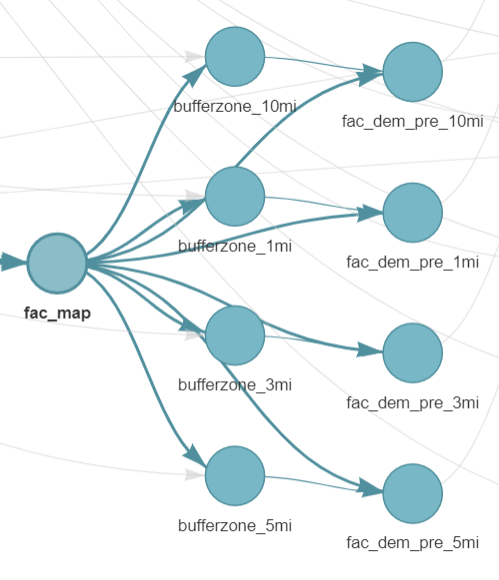 bufferzone_10mi
fac_dem_pre_10mi
bufferzone_1mi
fac_dem_pre_1mi
fac_map
bufferzone_3mi
fac_dem_pre_3mi
bufferzone_5mi
fac_dem_pre_5mi